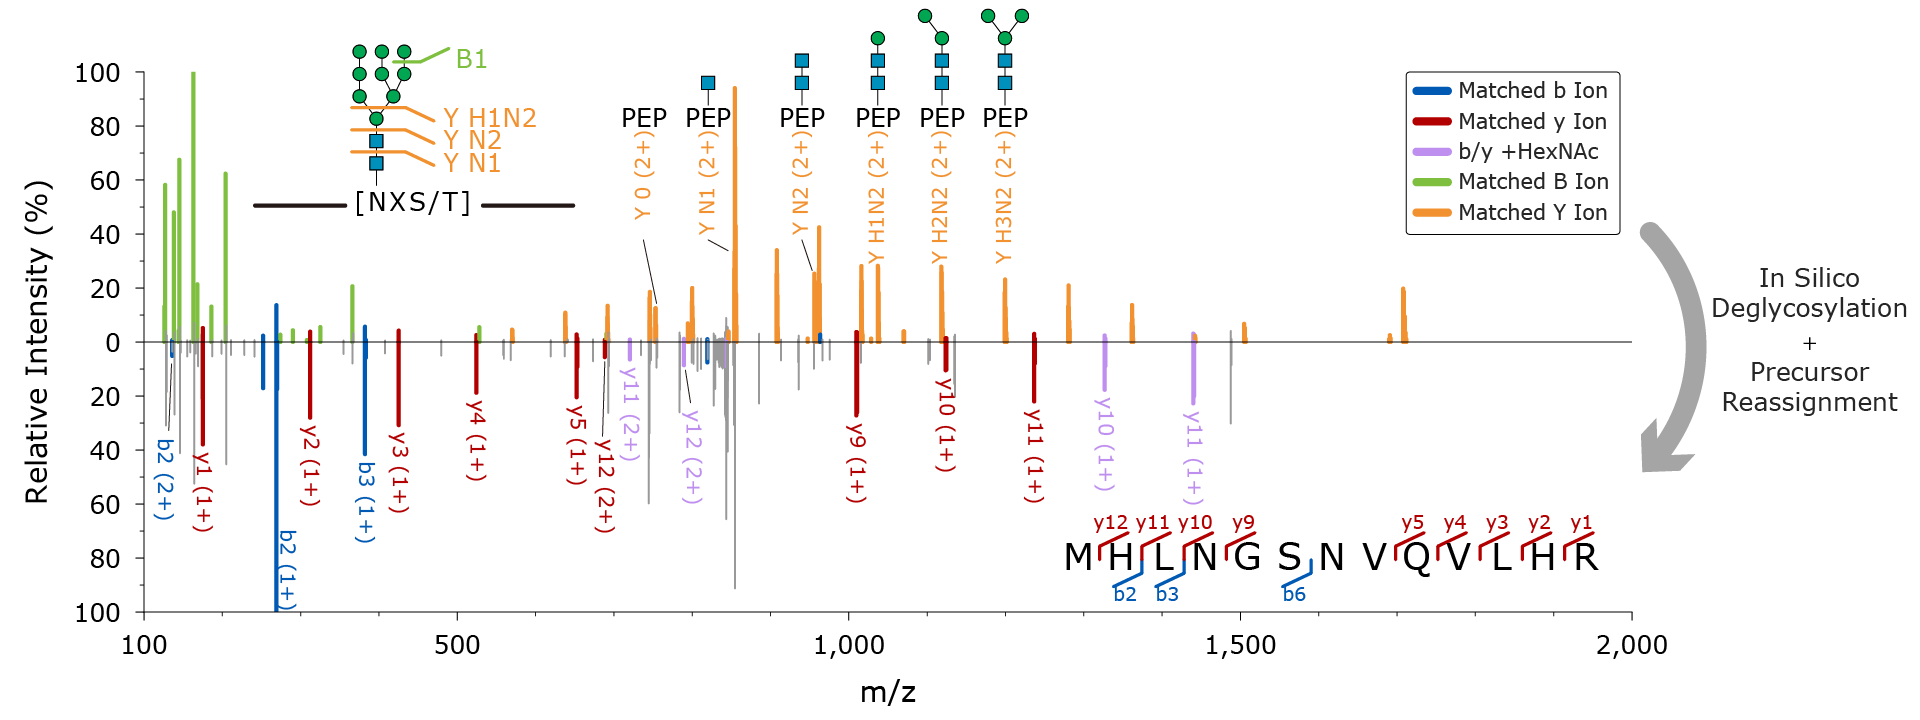 Relative Intensity (%)
100
80
60
40
20
0
20
40
60
80
100
B1
Y H1N2
Y N2
Y N1
[NXS/T]
PEP
PEP
PEP
PEP
PEP
PEP
Y 0 (2+)
Y N1 (2+)
Y N2 (2+)
Y H1N2 (2+)
Y H2N2 (2+)
Y H3N2 (2+)
Matched b Ion
Matched y Ion
b/y +HexNAc
Matched B Ion
Matched Y Ion
In Silico
Deglycosylation
+
Precursor
Reassignment
b2 (2+)
y1 (1+)
b2 (1+)
y2 (1+)
b3 (1+)
y3 (1+)
y4 (1+)
y5 (1+)
y12 (2+)
y11 (2+)
y12 (2+)
y9 (1+)
y10 (1+)
y11 (1+)
y10 (1+)
y11 (1+)
y12 y11 y10 y9 y5 y4 y3 y2 y1
M H L N G S N V Q V L H R
b2 b3 b6
100 500 1,000 1,500 2,000
m/z